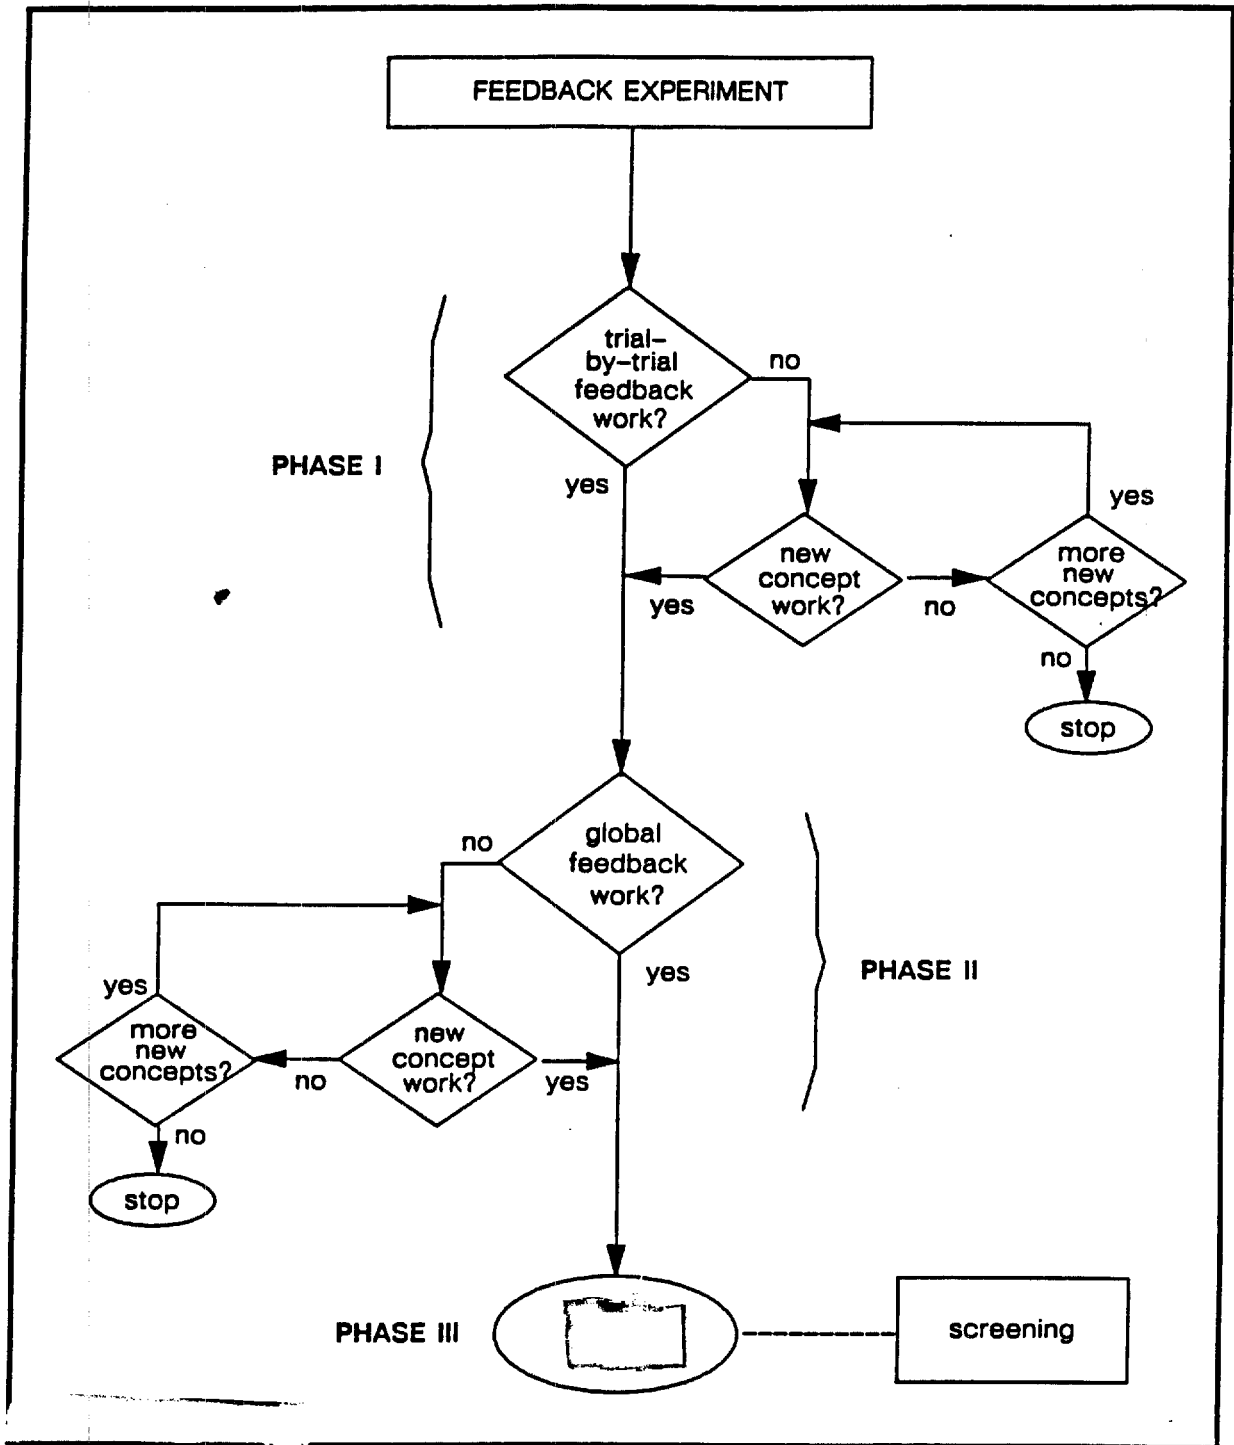 FEEDBACK EXPERIMENT
trial-
by-trial
feedback
work?
no
yes
PHASE I
new
concept
work?
yes
no
more
new
concepts?
yes
no
stop
global
feedback
work?
no
yes
PHASE II
new
concept
work?
yes
no
more
new
concepts?
yes
no
stop
PHASE III
screening